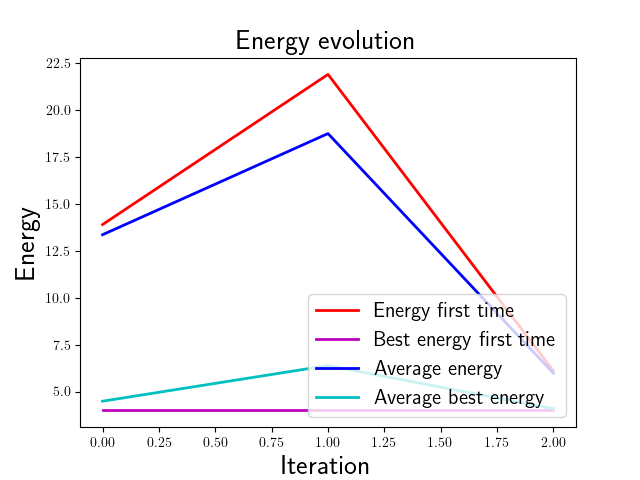 Energy evolution
Energy
22.5
20.0
17.5
15.0
12.5
10.0
7.5
5.0
Energy first time
Best energy first time
Average energy
Average best energy
0.00 0.25 0.50 0.75 1.00 1.25 1.50 1.75 2.00
Iteration